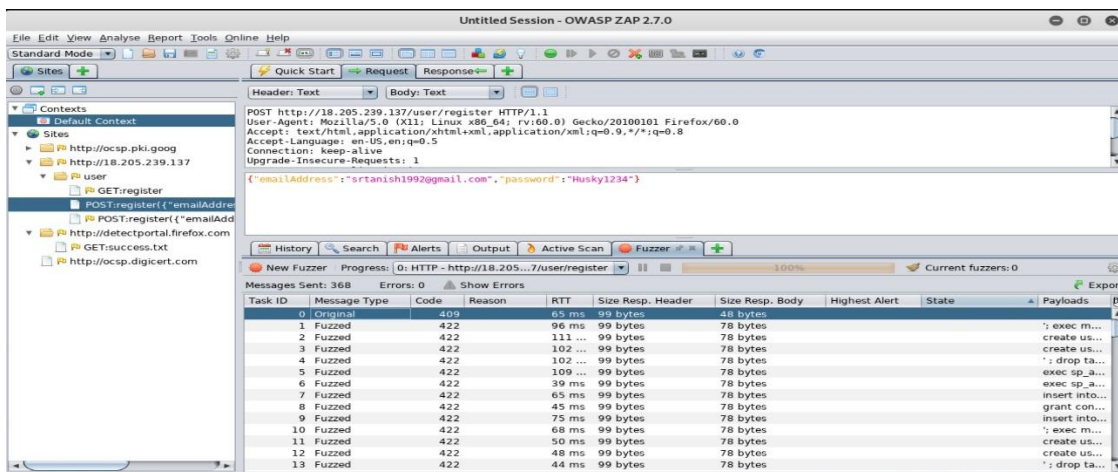 Untitled Session - OWASP ZAP 2.7.0
File Edit View Analyse Report Tools Online Help
Standard Mode
Sites
Quick Start Request Response
Header: Text Body: Text
Contexts
Default Context
Sites
http://ocsp.pki.goog
http://18.205.239.137
user
GET:register
POST:register({"emailAddres
POST:register({"emailAdd
http://detectportal.firefox.com
GET:success.txt
http://ocsp.digicert.com
POST http://18.205.239.137/user/register HTTP/1.1
User-Agent: Mozilla/5.0 (X11; Linux x86_64; rv:60.0) Gecko/20100101 Firefox/60.0
Accept: text/html,application/xhtml+xml,application/xml;q=0.9,*/*;q=0.8
Accept-Language: en-US,en;q=0.5
Connection: keep-alive
Upgrade-Insecure-Requests: 1
{"emailAddress":"srtanish1992@gmail.com","password":"Husky1234"}
History Search Alerts Output Active Scan Fuzzer
New Fuzzer Progress: 0: HTTP - http://18.205...7/user/register 100% Current fuzzers: 0
Messages Sent: 368 Errors: 0 Show Errors Expor
Task ID Message Type Code Reason RTT Size Resp. Header Size Resp. Body Highest Alert State Payloads
0 Original 409 65 ms 99 bytes 48 bytes
1 Fuzzed 422 96 ms 99 bytes 78 bytes '; exec m...
2 Fuzzed 422 111 ... 99 bytes 78 bytes create us...
3 Fuzzed 422 102 ... 99 bytes 78 bytes create us...
4 Fuzzed 422 102 ... 99 bytes 78 bytes '; drop ta...
5 Fuzzed 422 109 ... 99 bytes 78 bytes exec sp_a...
6 Fuzzed 422 39 ms 99 bytes 78 bytes exec sp_a...
7 Fuzzed 422 65 ms 99 bytes 78 bytes insert into...
8 Fuzzed 422 45 ms 99 bytes 78 bytes grant con...
9 Fuzzed 422 75 ms 99 bytes 78 bytes insert into...
10 Fuzzed 422 68 ms 99 bytes 78 bytes '; exec m...
11 Fuzzed 422 50 ms 99 bytes 78 bytes create us...
12 Fuzzed 422 48 ms 99 bytes 78 bytes create us...
13 Fuzzed 422 44 ms 99 bytes 78 bytes '; drop ta...